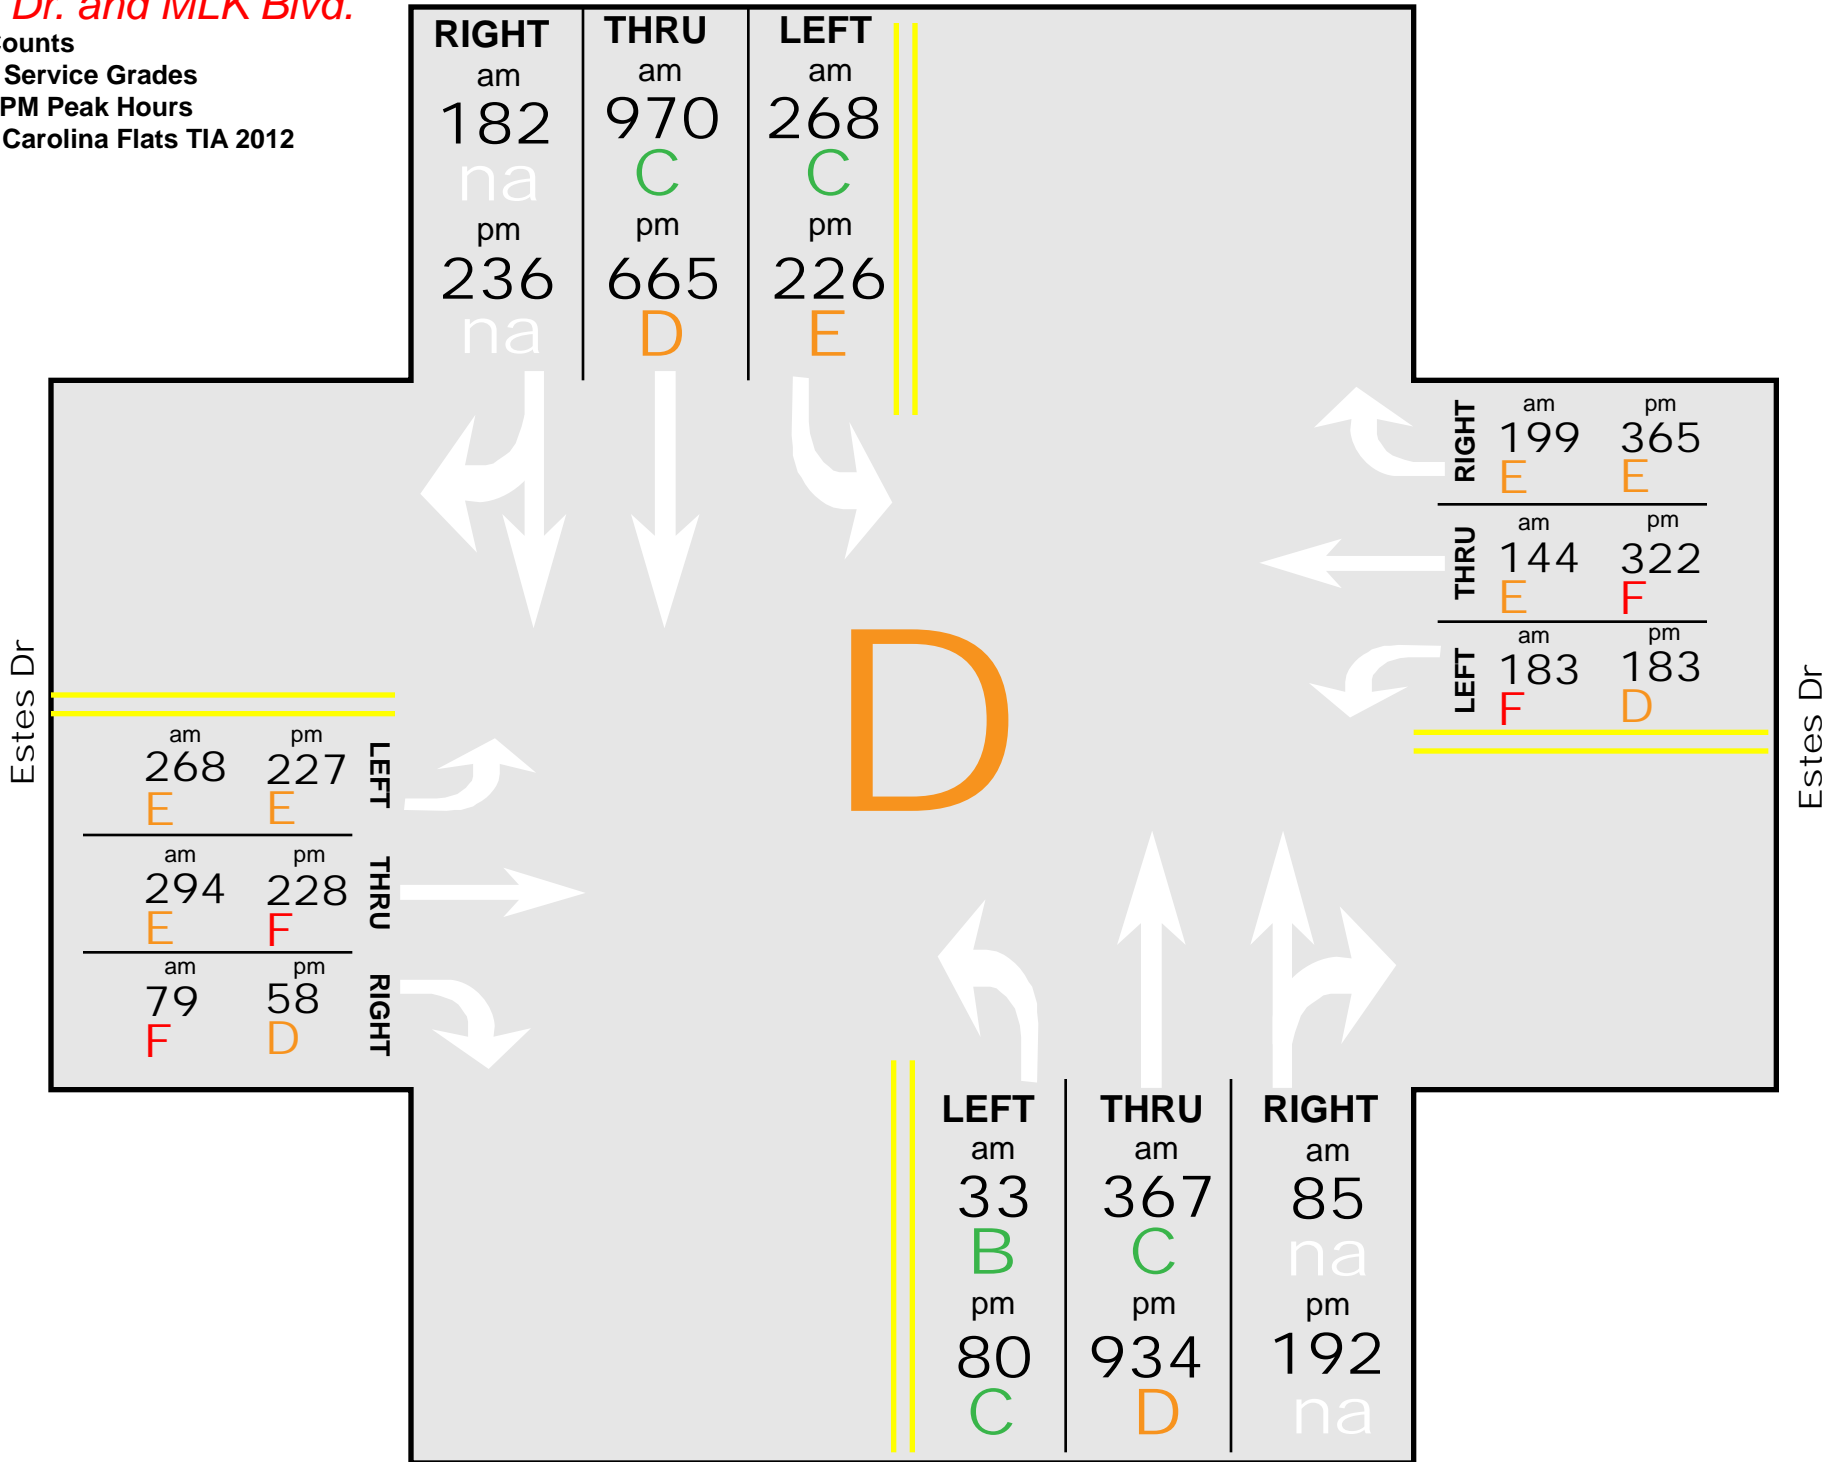 Dr. and MLK Blvd.
Counts
Service Grades
PM Peak Hours
Carolina Flats TIA 2012
RIGHT THRU LEFT
am am am
182 970 268
na C C
pm pm pm
236 665 226
na D E
RIGHT
am pm
199 365
E E
THRU
am pm
144 322
E F
LEFT
am pm
183 183
F D
Estes Dr
D
Estes Dr
am pm
268 227
E E
LEFT
am pm
294 228
E F
THRU
am pm
79 58
F D
RIGHT
LEFT THRU RIGHT
am am am
33 367 85
B C na
pm pm pm
80 934 192
C D na